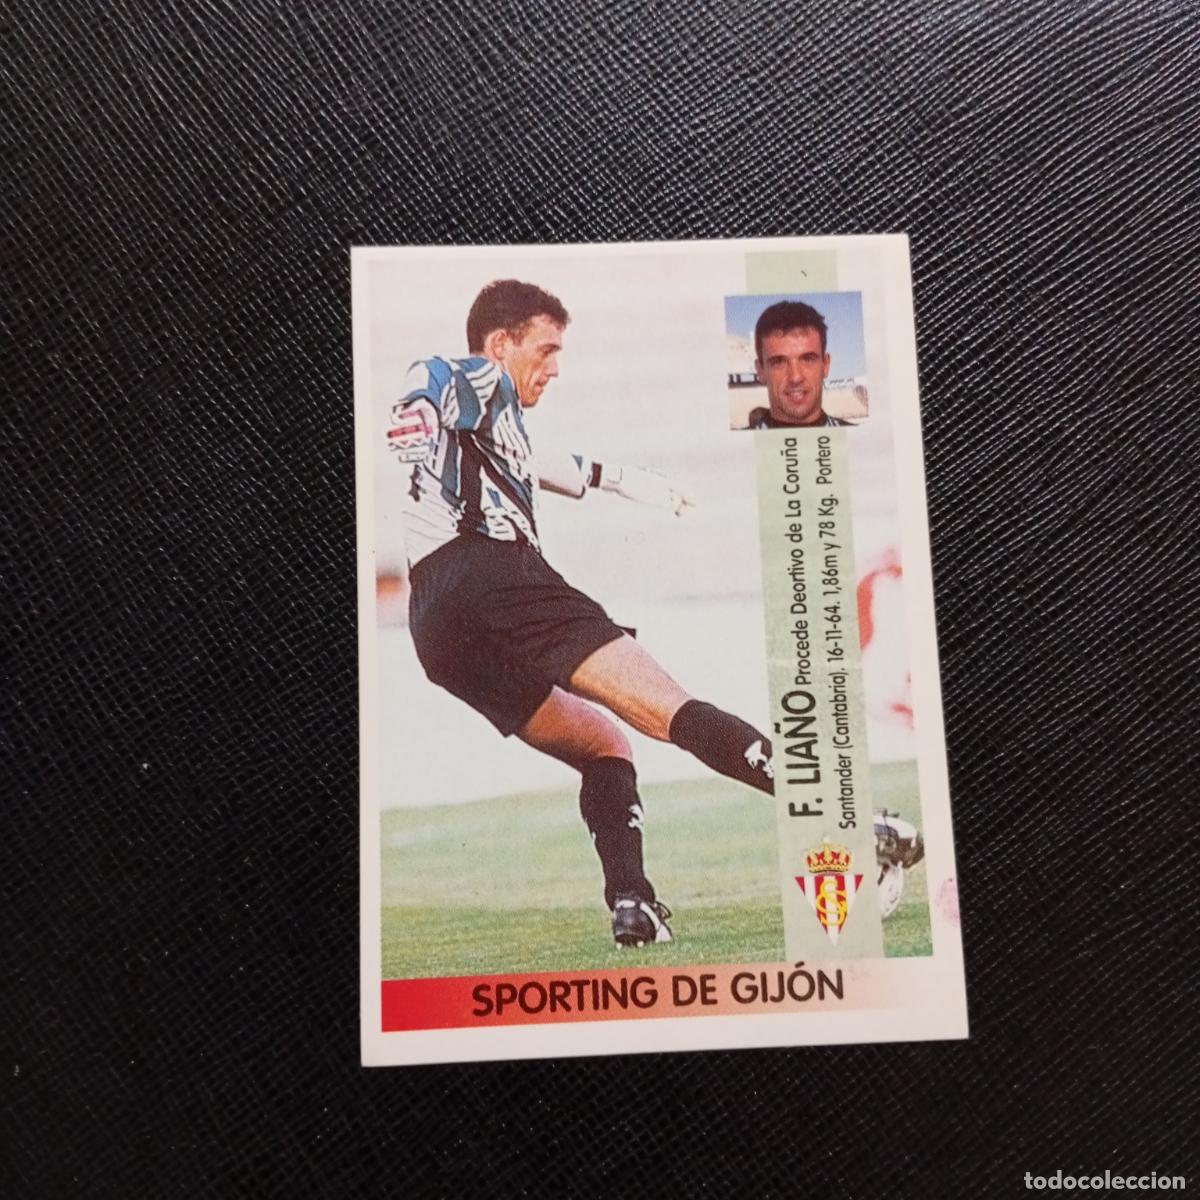 F. LIAÑO Procede Deortivo de La Coruña
Santander (Cantabria). 16-11-64. 1,86m y 78 Kg. Portero
SPORTING DE GIJÓN
todocoleccion